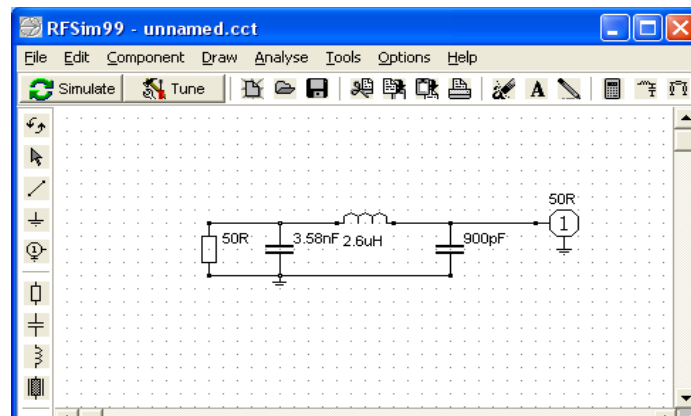 RFSim99 - unnamed.cct
File Edit Component Draw Analyse Tools Options Help
Simulate Tune A
50R
1
50R 3.58nF 2.6uH 900pF
1